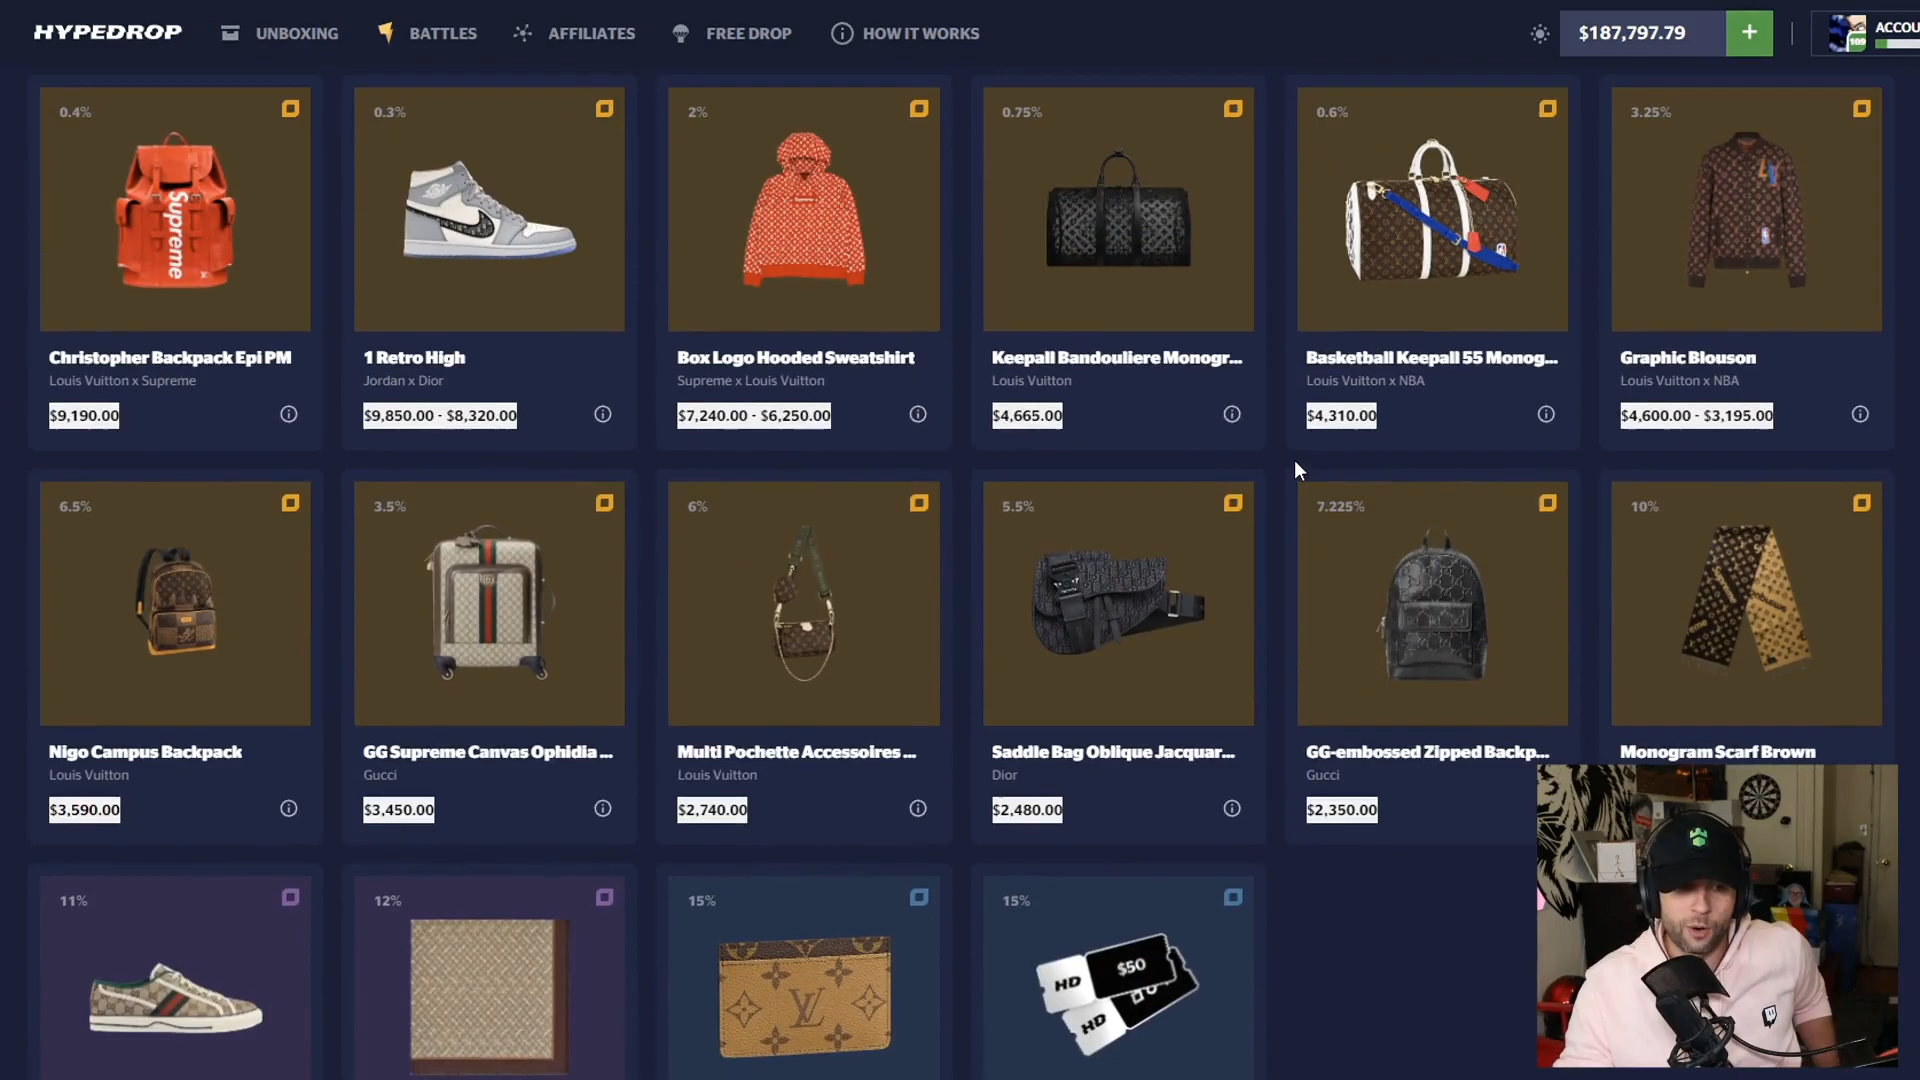 HYPEDROP
UNBOXING
BATTLES
AFFILIATES
FREE DROP
HOW IT WORKS
$187,797.79
+
109
ACCOU
0.4%
0.3%
2%
0.75%
0.6%
3.25%
Supreme
Christopher Backpack Epi PM
1 Retro High
Box Logo Hooded Sweatshirt
Keepall Bandouliere Monogr...
Basketball Keepall 55 Monog...
Graphic Blouson
Louis Vuitton x Supreme
Jordan x Dior
Supreme x Louis Vuitton
Louis Vuitton
Louis Vuitton x NBA
Louis Vuitton x NBA
$9,190.00
$9,850.00 - $8,320.00
$7,240.00 - $6,250.00
$4,665.00
$4,310.00
$4,600.00 - $3,195.00
6.5%
3.5%
6%
5.5%
7.225%
10%
Nigo Campus Backpack
GG Supreme Canvas Ophidia ...
Multi Pochette Accessoires ...
Saddle Bag Oblique Jacquar...
GG-embossed Zipped Backp...
Monogram Scarf Brown
Louis Vuitton
Gucci
Louis Vuitton
Dior
Gucci
$3,590.00
$3,450.00
$2,740.00
$2,480.00
$2,350.00
11%
12%
15%
15%
LV
HD $50
HD